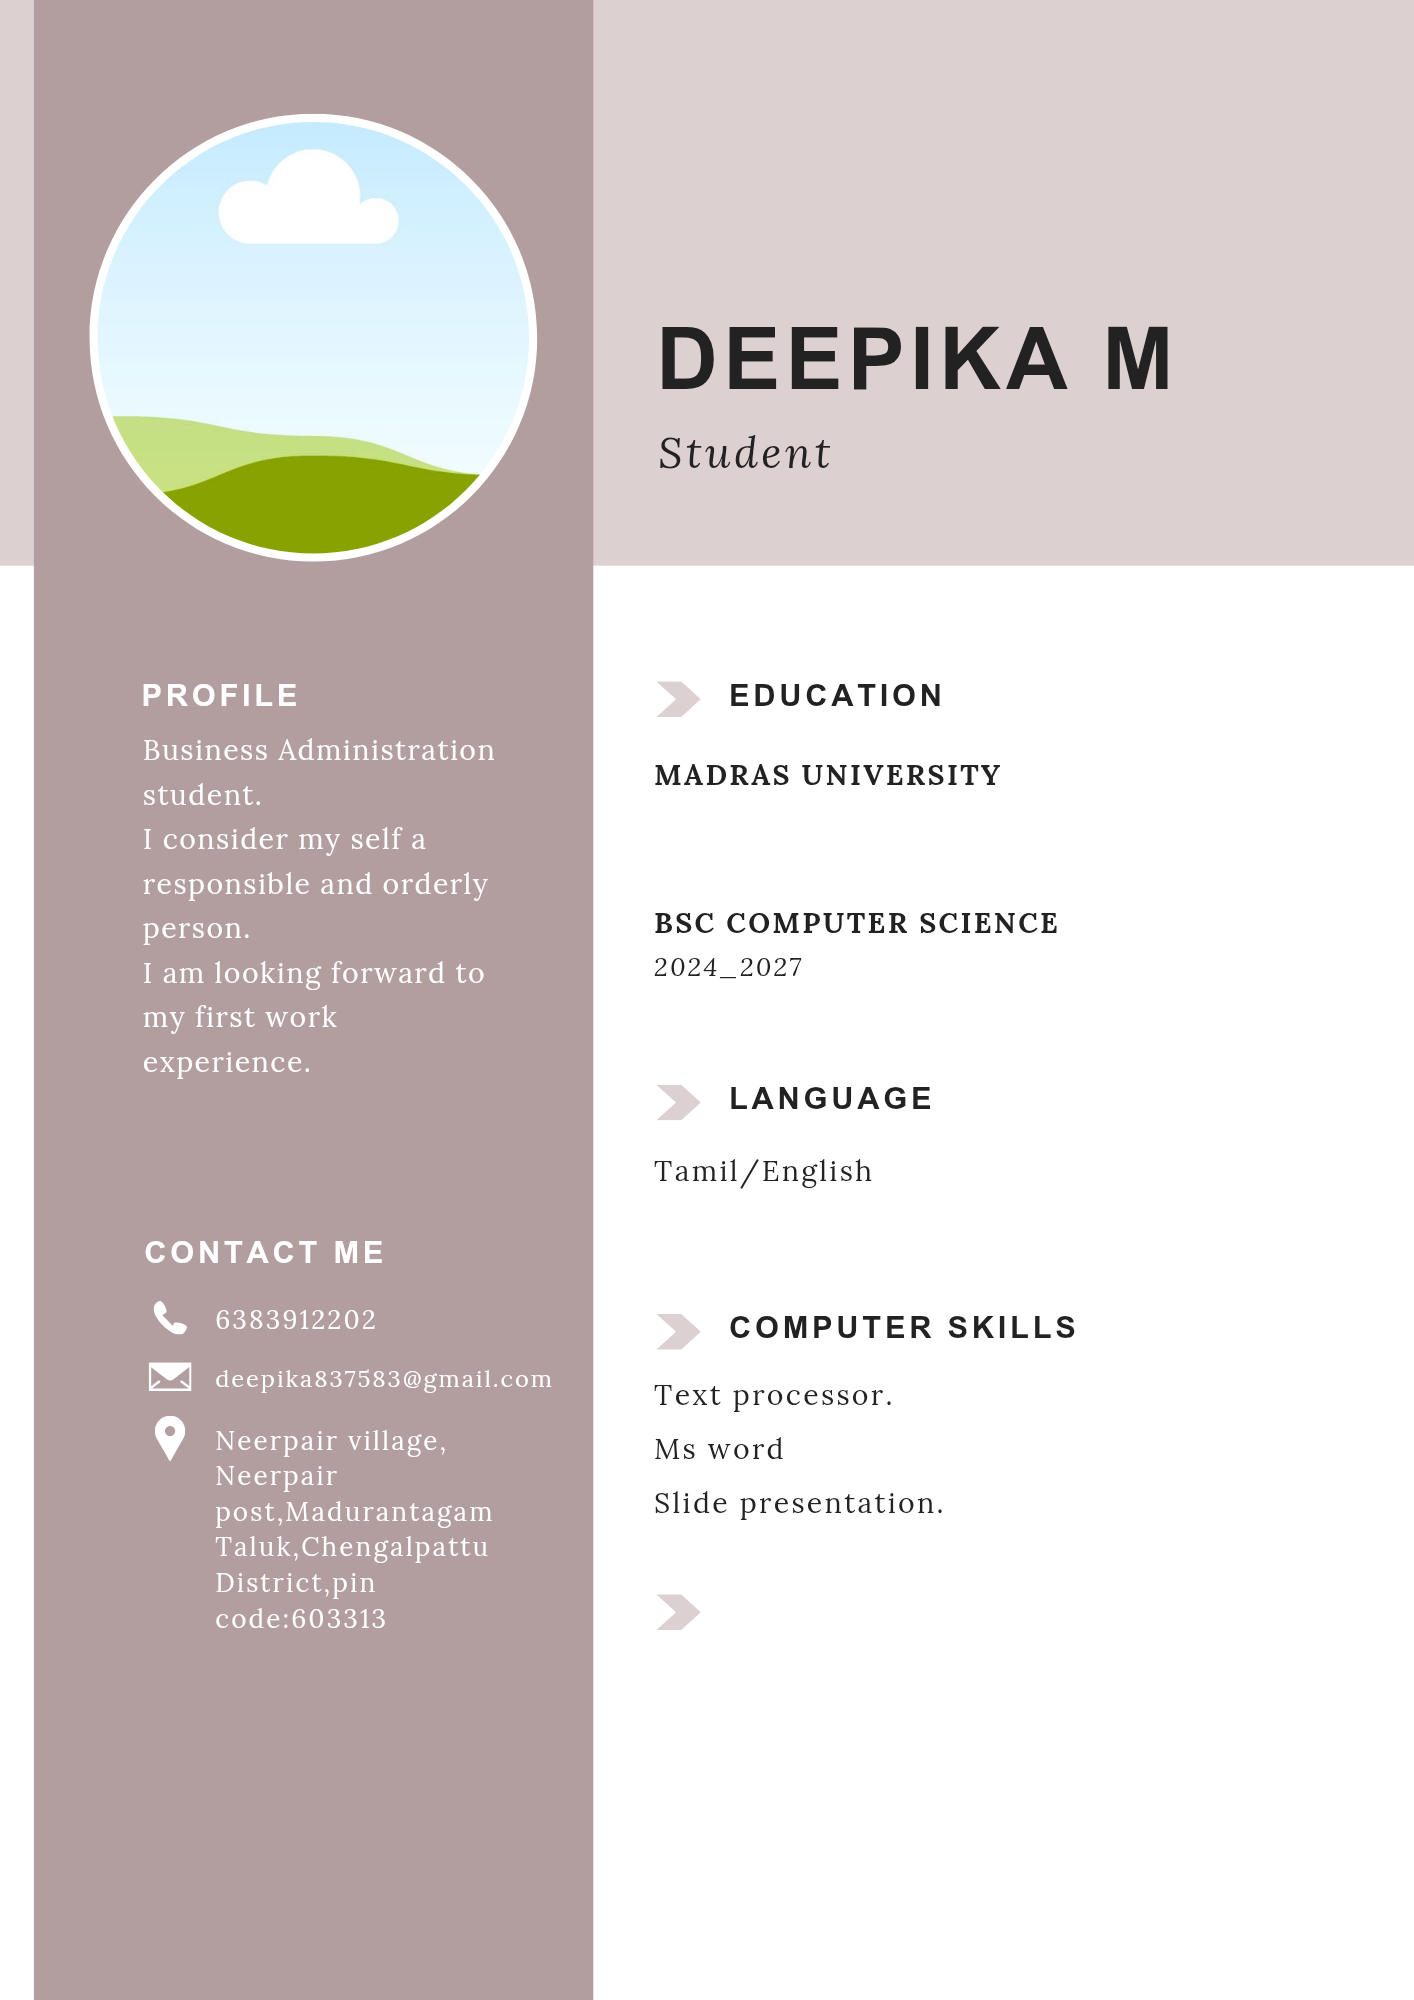 DEEPIKA M
Student
PROFILE
Business Administration
student.
I consider my self a
responsible and orderly
person.
I am looking forward to
my first work
experience.
CONTACT ME
6383912202
deepika837583@gmail.com
Neerpair village,
Neerpair
post,Madurantagam
Taluk,Chengalpattu
District,pin
code:603313
EDUCATION
MADRAS UNIVERSITY
BSC COMPUTER SCIENCE
2024_2027
LANGUAGE
Tamil/English
COMPUTER SKILLS
Text processor.
Ms word
Slide presentation.